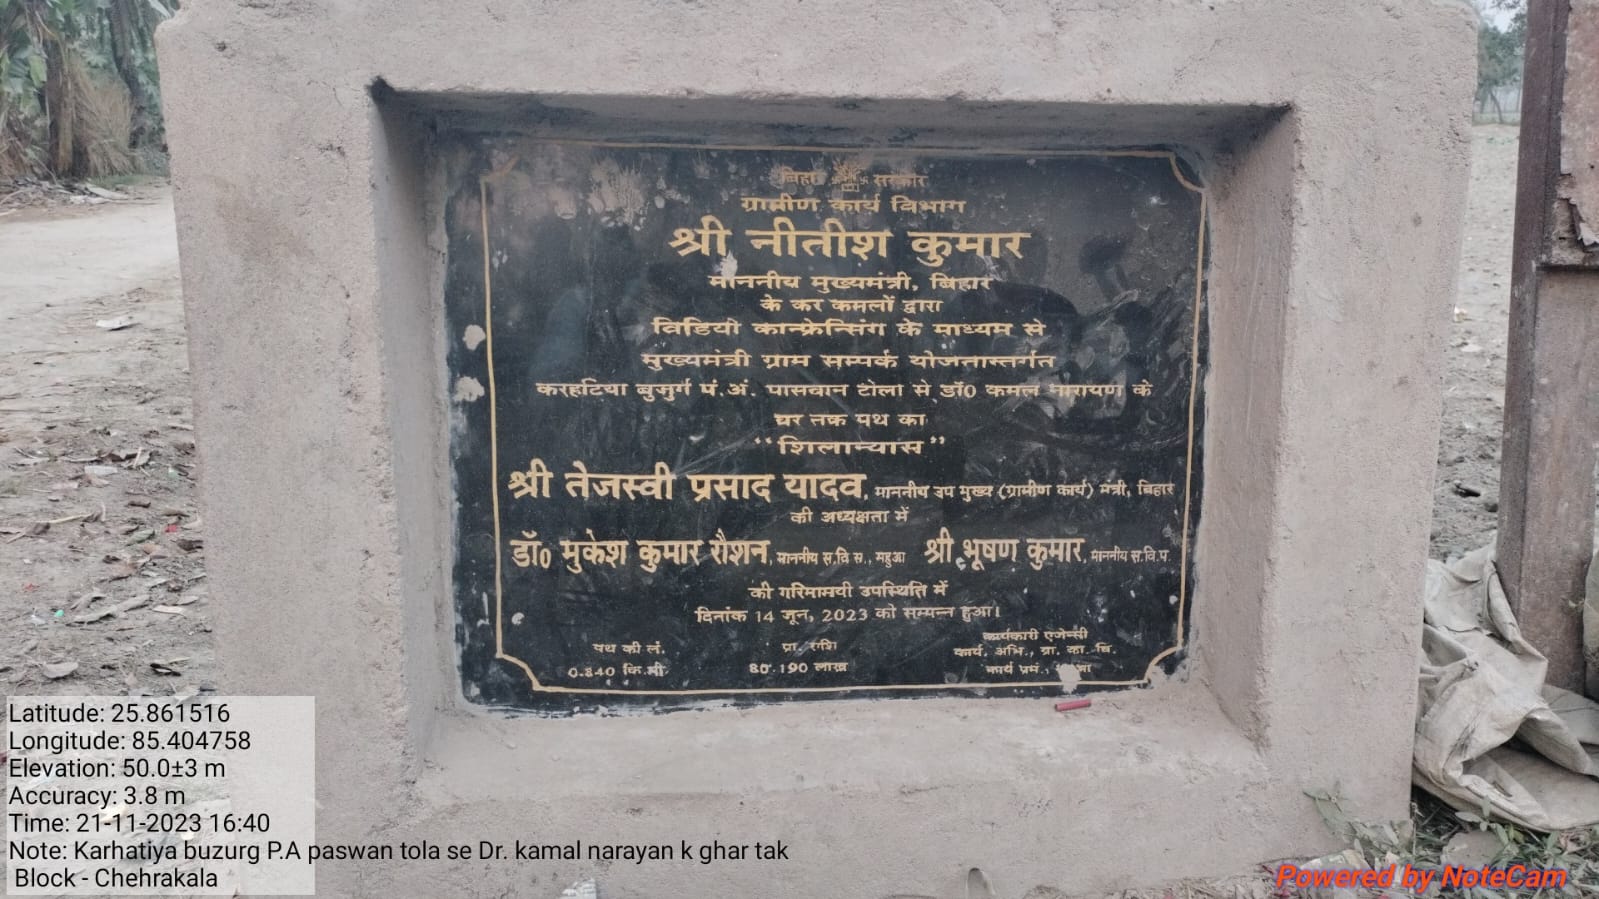 बिहार सरकार
ग्रामीण कार्य विभाग
श्री नीतीश कुमार
माननीय मुख्यमंत्री, बिहार
के कर कमलों द्वारा
विडियो कान्फ्रेन्सिंग के माध्यम से
मुख्यमंत्री ग्राम सम्पर्क योजनान्तर्गत
करहटिया बुजुर्ग पं.अं. पासवान टोला से डॉ0 कमल नारायण के
घर तक पथ का
“शिलान्यास”
श्री तेजस्वी प्रसाद यादव, माननीय उप मुख्य (ग्रामीण कार्य) मंत्री, बिहार
की अध्यक्षता में
डॉ0 मुकेश कुमार रौशन, माननीय स.वि स., महुआ श्री भूषण कुमार, माननीय स.वि.प.
की गरिमामयी उपस्थिति में
दिनांक 14 जून, 2023 को सम्पन्न हुआ।
पथ की लं. प्रा. राशि कार्यकारी एजेन्सी
0.840 कि.मी. 80.190 लाख कार्य. अभि., ग्रा. का. वि.
कार्य प्रमं.,
Latitude: 25.861516
Longitude: 85.404758
Elevation: 50.0±3 m
Accuracy: 3.8 m
Time: 21-11-2023 16:40
Note: Karhatiya buzurg P.A paswan tola se Dr. kamal narayan k ghar tak
Block - Chehrakala
Powered by NoteCam